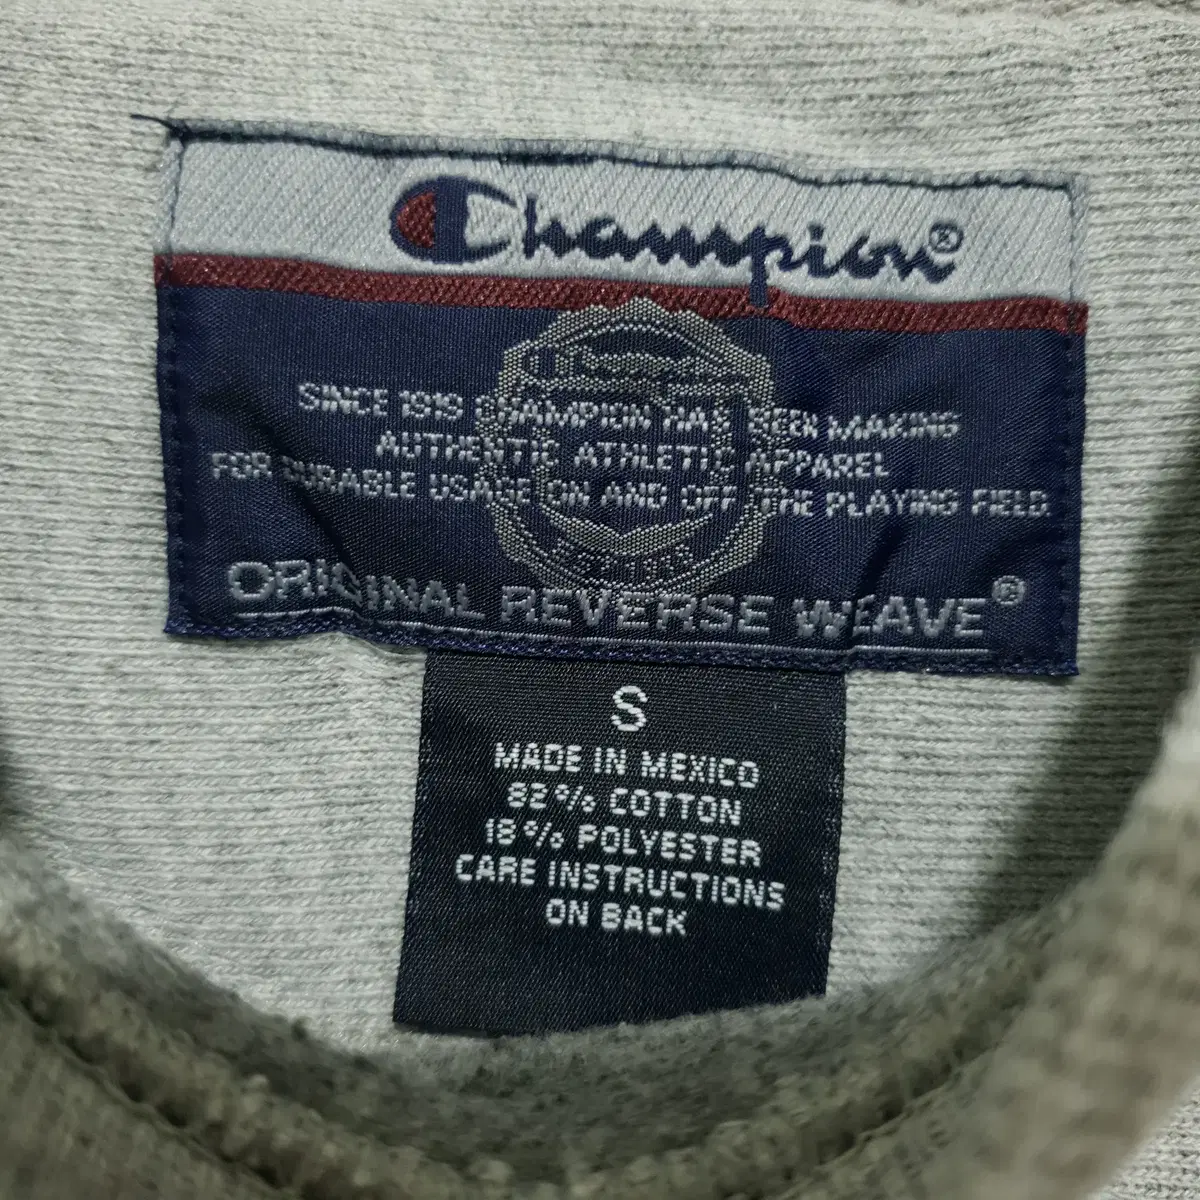 Champion®
Champion
SINCE 1919 CHAMPION HAS BEEN MAKING
AUTHENTIC ATHLETIC APPAREL
FOR DURABLE USAGE ON AND OFF THE PLAYING FIELD.
ORIGINAL REVERSE WEAVE®
S
MADE IN MEXICO
82% COTTON
18% POLYESTER
CARE INSTRUCTIONS
ON BACK